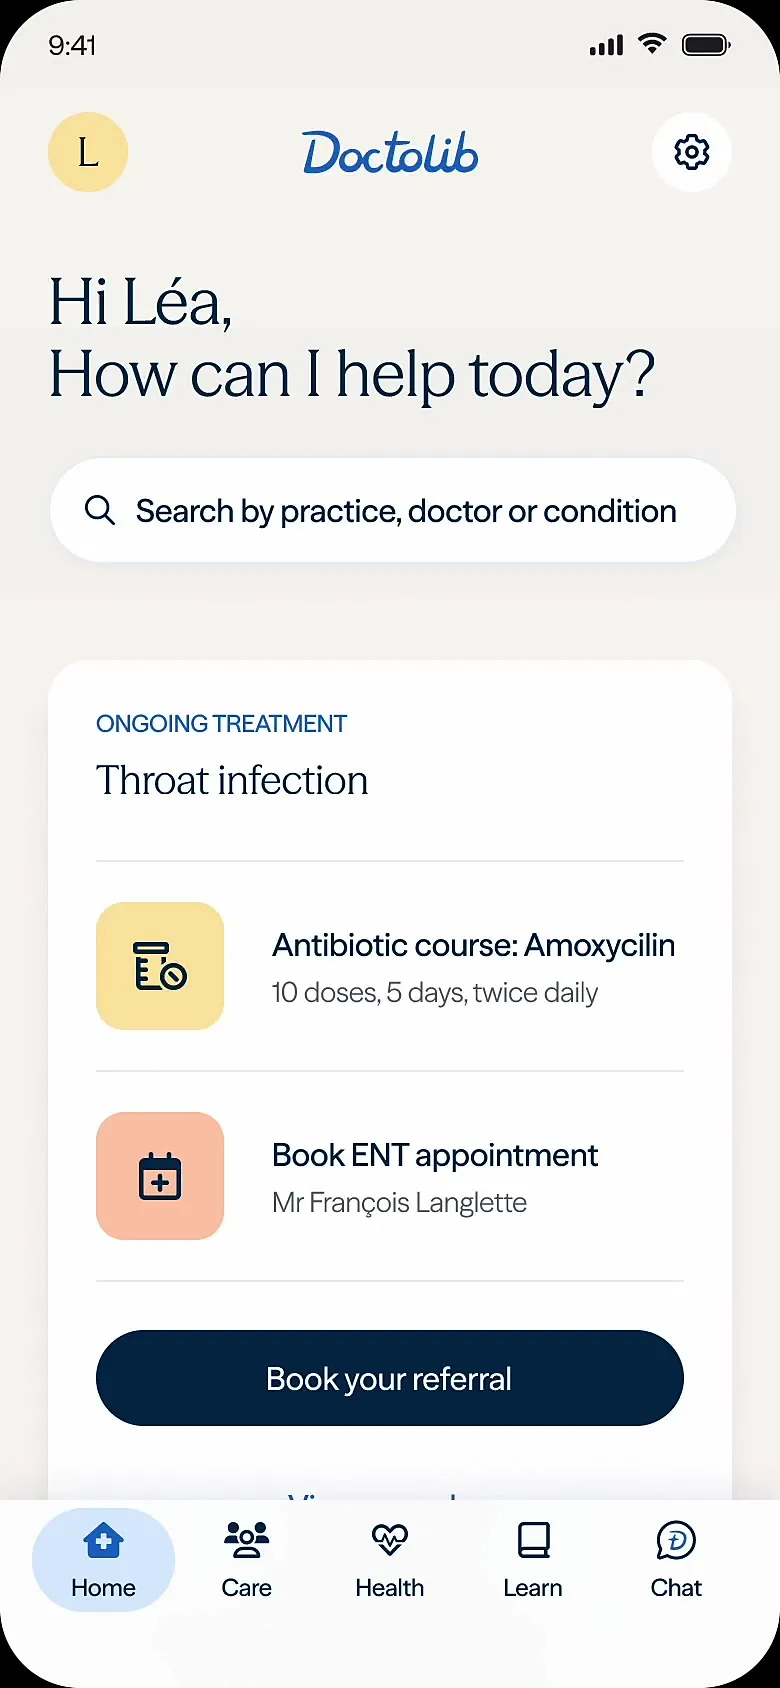 9:41
L
Doctolib
Hi Léa,
How can I help today?
Search by practice, doctor or condition
ONGOING TREATMENT
Throat infection
Antibiotic course: Amoxycilin
10 doses, 5 days, twice daily
Book ENT appointment
Mr François Langlette
Book your referral
Home
Care
Health
Learn
Chat